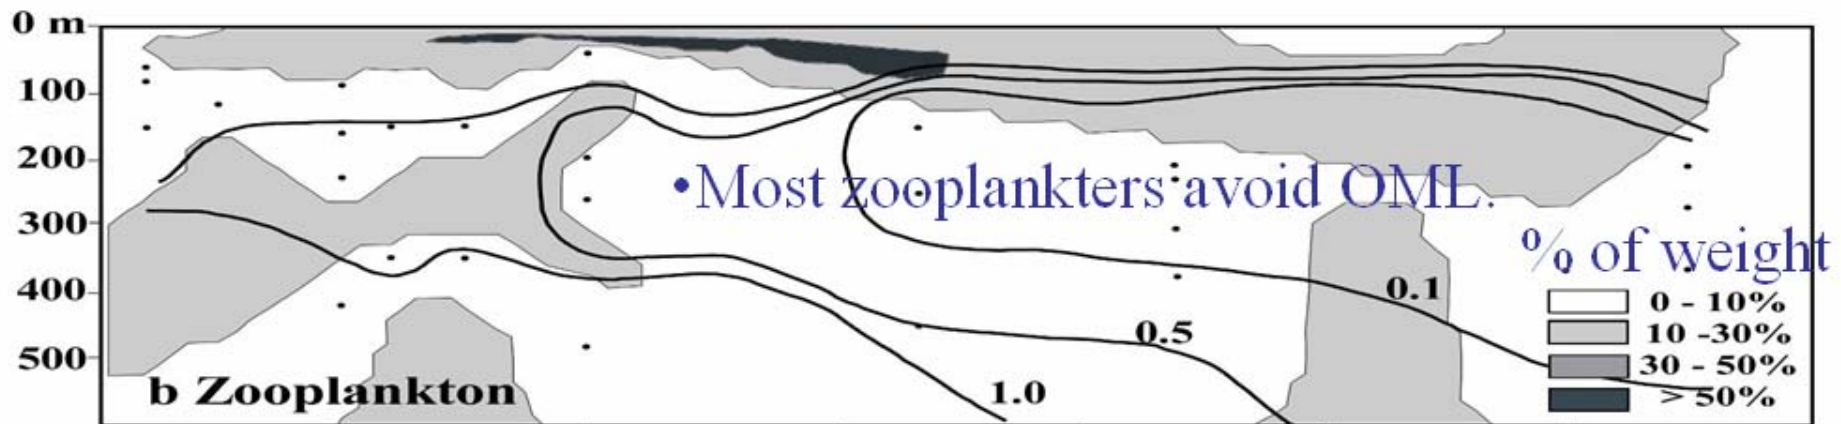 0 m
100
200
300
400
500
•Most zooplankters avoid OML.
% of weight
0 - 10%
10 -30%
30 - 50%
> 50%
0.1
0.5
1.0
b Zooplankton